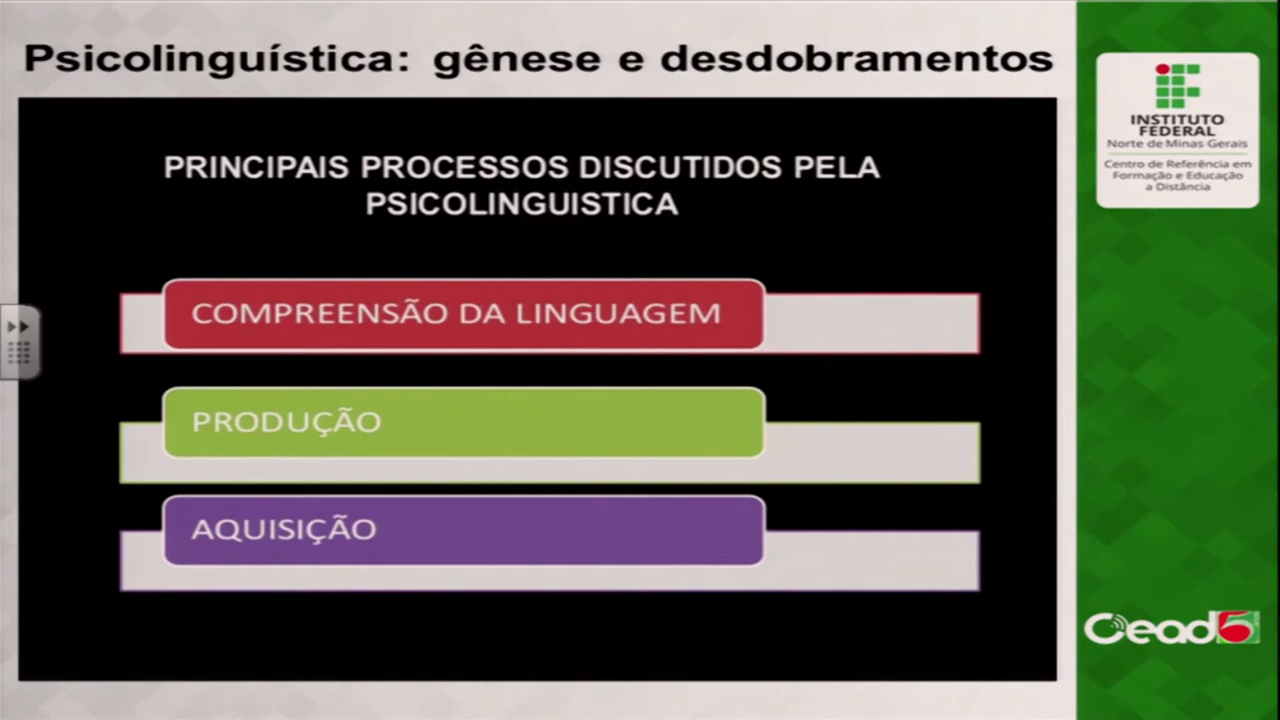 Psicolinguística: gênese e desdobramentos
PRINCIPAIS PROCESSOS DISCUTIDOS PELA
PSICOLINGUISTICA
COMPREENSÃO DA LINGUAGEM
PRODUÇÃO
AQUISIÇÃO
INSTITUTO
FEDERAL
Norte de Minas Gerais
Centro de Referência em
Formação e Educação
a Distância
Cead5